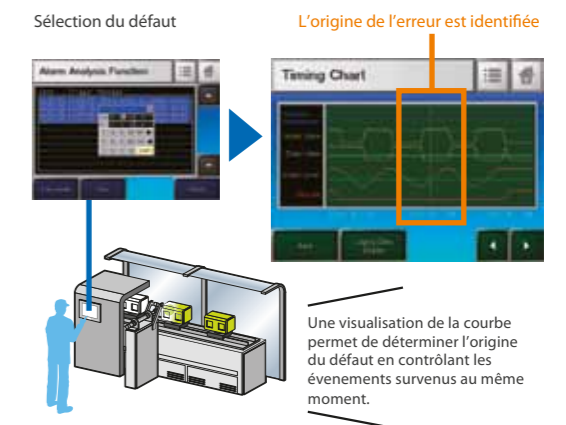 Sélection du défaut
L'origine de l'erreur est identifiée
Alarm Analysis Function
Timing Chart
Une visualisation de la courbe
permet de déterminer l'origine
du défaut en contrôlant les
évenements survenus au même
moment.